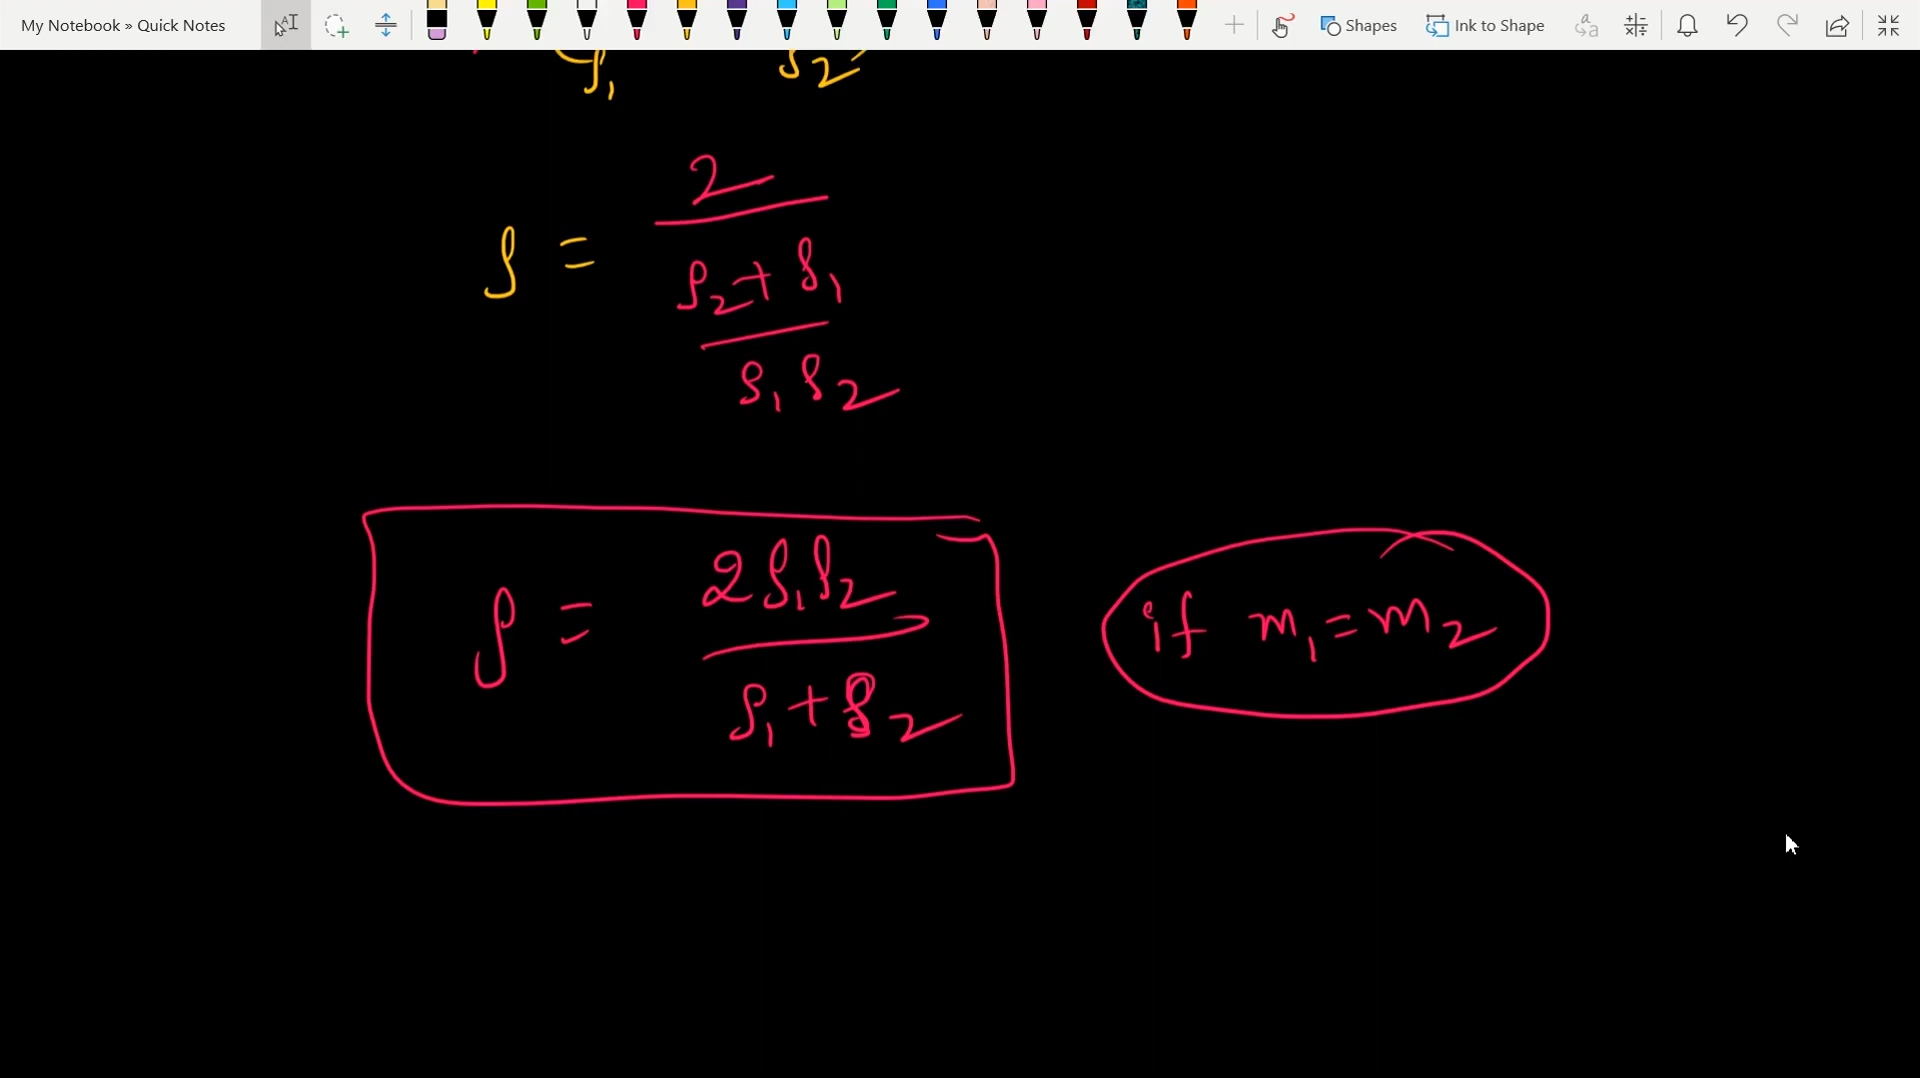 My Notebook » Quick Notes Shapes Ink to Shape
ρ₁ ρ₂
ρ = 2 / ((ρ₂ + ρ₁) / (ρ₁ρ₂))
ρ = 2ρ₁ρ₂ / (ρ₁ + ρ₂) if m₁ = m₂